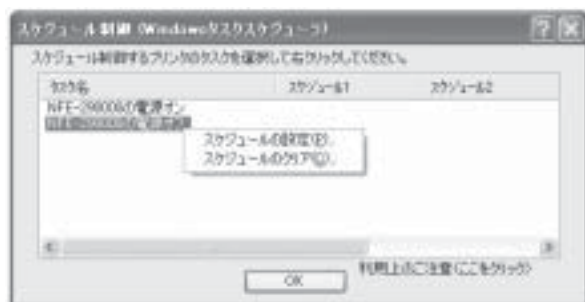 スケジュール制御 (Windowsタスクスケジューラ)
スケジュール制御するプリンタのタスクを選択して右クリックしてください。
タスク名 スケジュール1 スケジュール2
の電源オン
スケジュールの設定(P)...
スケジュールのクリア(C)...
OK
利用上のご注意(ここをクリック)